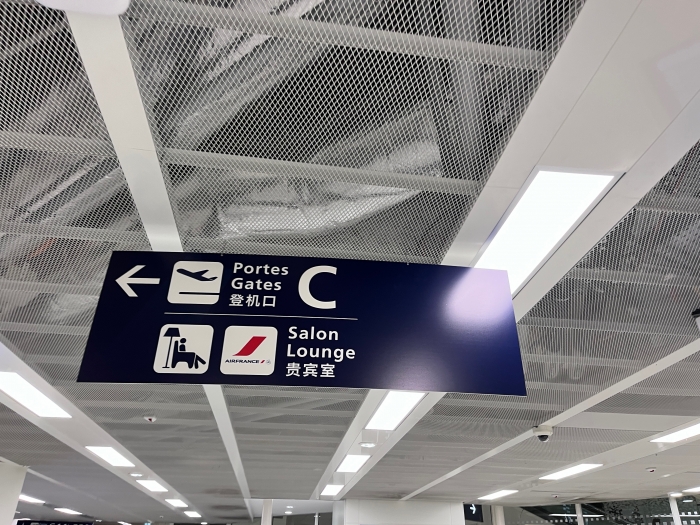 Portes
Gates
登机口
C
AIRFRANCE
Salon
Lounge
贵宾室